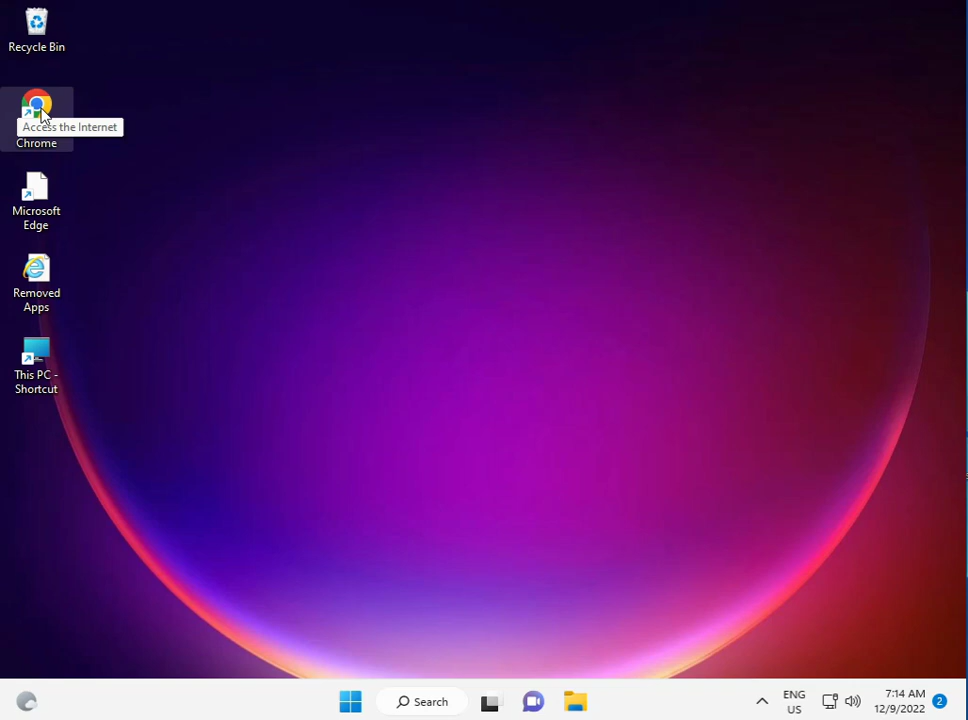 Recycle Bin
Access the Internet
Chrome
Microsoft
Edge
Removed
Apps
This PC -
Shortcut
Search
ENG
US
7:14 AM
12/9/2022
2